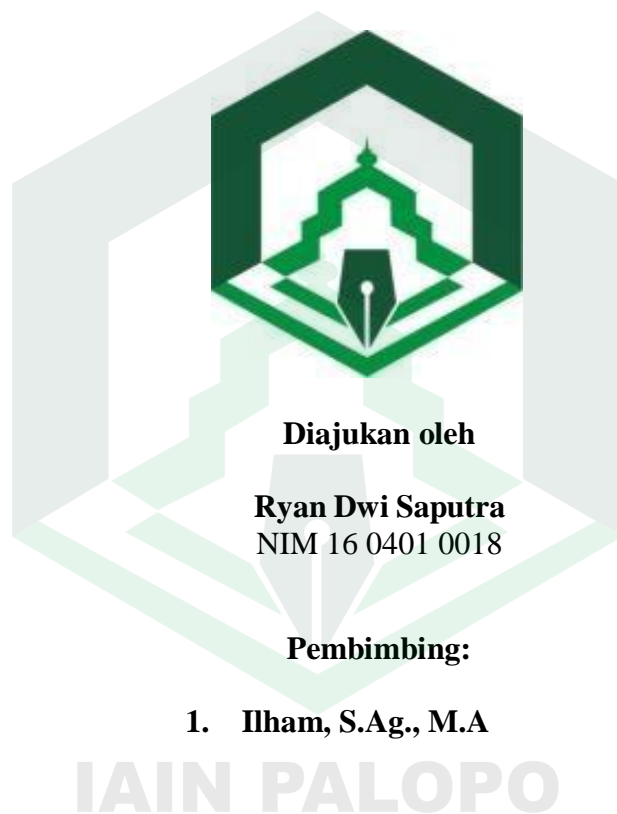 Diajukan oleh
Ryan Dwi Saputra
NIM 16 0401 0018
Pembimbing:
1. Ilham, S.Ag., M.A
IAIN PALOPO